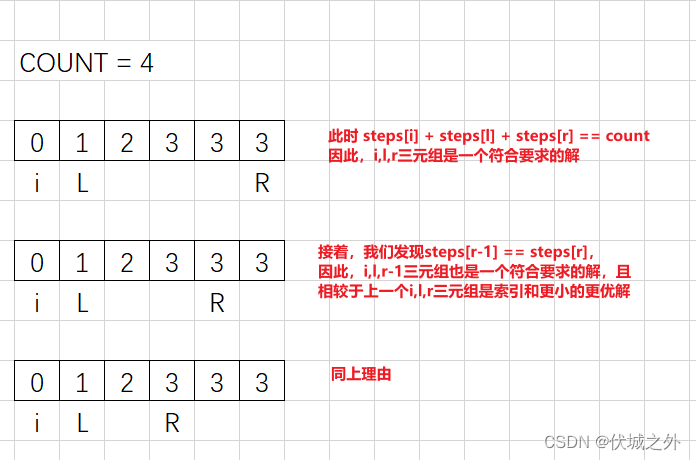 COUNT = 4
0 1 2 3 3 3
i L R
此时 steps[i] + steps[l] + steps[r] == count
因此，i,l,r三元组是一个符合要求的解
0 1 2 3 3 3
i L R
接着，我们发现steps[r-1] == steps[r]，
因此，i,l,r-1三元组也是一个符合要求的解，且
相较于上一个i,l,r三元组是索引和更小的更优解
0 1 2 3 3 3
i L R
同上理由
CSDN @伏城之外